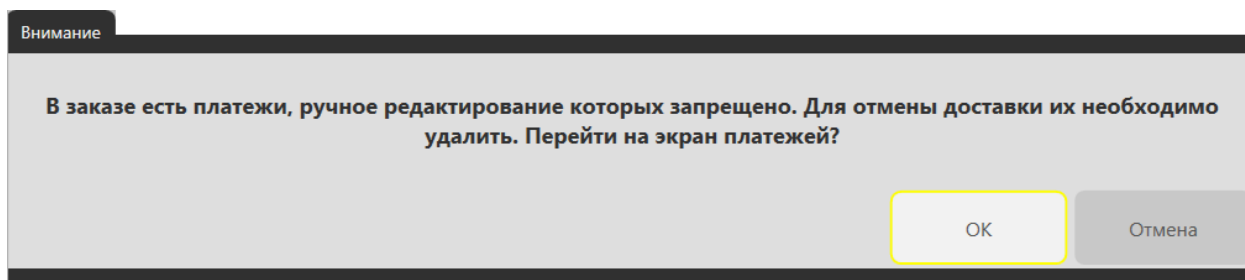 Внимание
В заказе есть платежи, ручное редактирование которых запрещено. Для отмены доставки их необходимо
удалить. Перейти на экран платежей?
ОК
Отмена